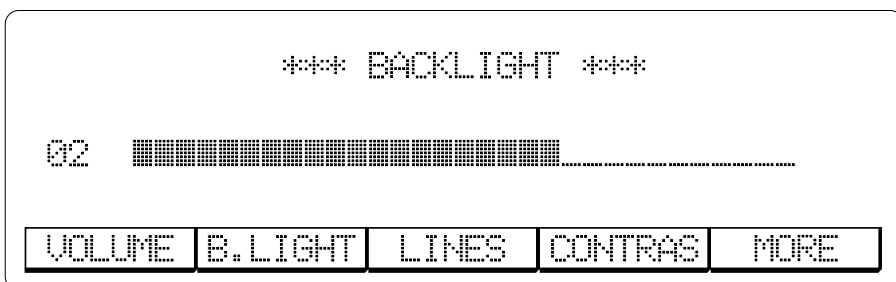 *** BACKLIGHT ***
02
VOLUME B.LIGHT LINES CONTRAS MORE